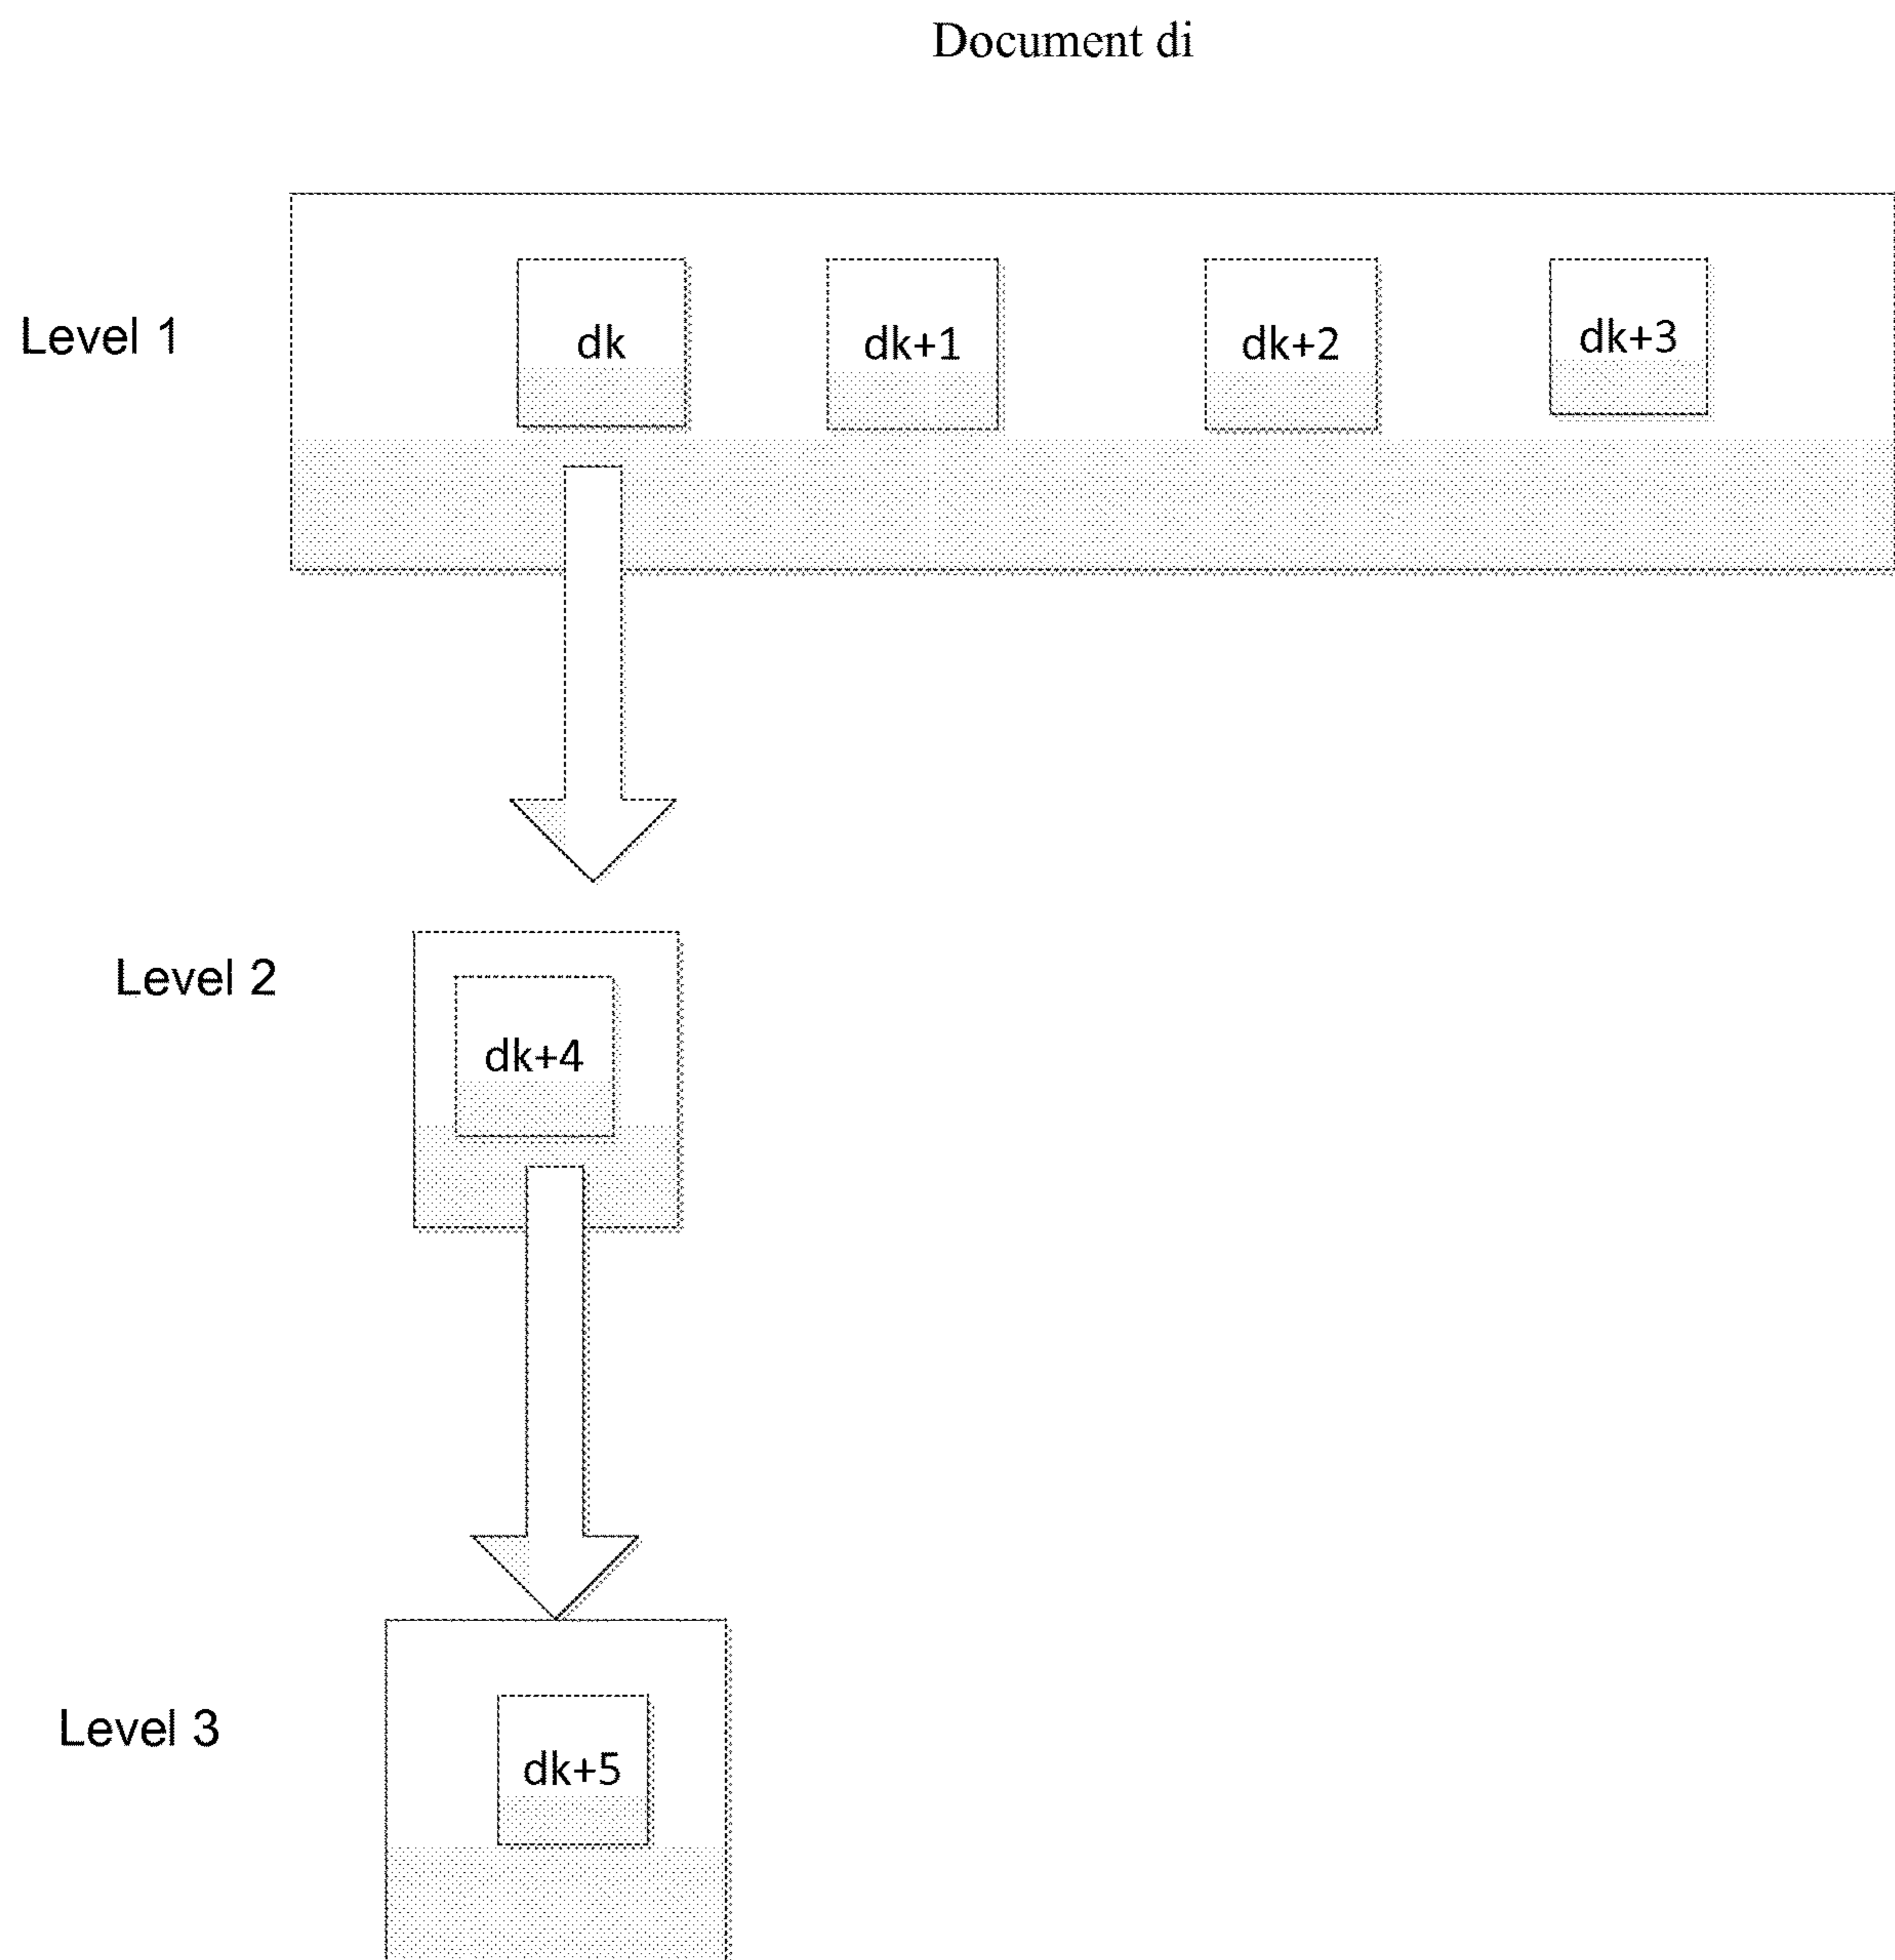 Document di
Level 1
dk
dk+1
dk+2
dk+3
Level 2
dk+4
Level 3
dk+5